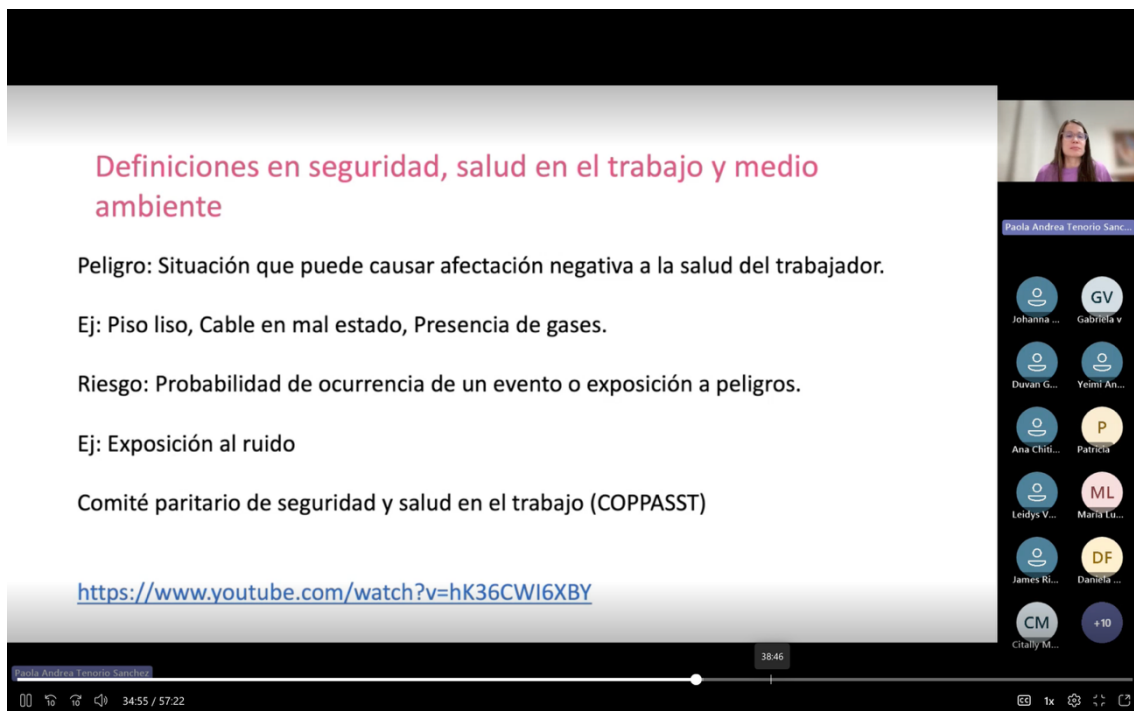 Definiciones en seguridad, salud en el trabajo y medio
ambiente
Peligro: Situación que puede causar afectación negativa a la salud del trabajador.
Ej: Piso liso, Cable en mal estado, Presencia de gases.
Riesgo: Probabilidad de ocurrencia de un evento o exposición a peligros.
Ej: Exposición al ruido
Comité paritario de seguridad y salud en el trabajo (COPPASST)
https://www.youtube.com/watch?v=hK36CWI6XBY
Paola Andrea Tenorio Sanc...
GV
Johanna ... Gabriela v
Duvan G... Yeimi An...
P
Ana Chiti... Patricia
ML
Leidys V... Maria Lu...
DF
James Ri... Daniela ...
CM +10
Citally M...
38:46
Paola Andrea Tenorio Sanchez
10 10 34:55 / 57:22 CC 1x